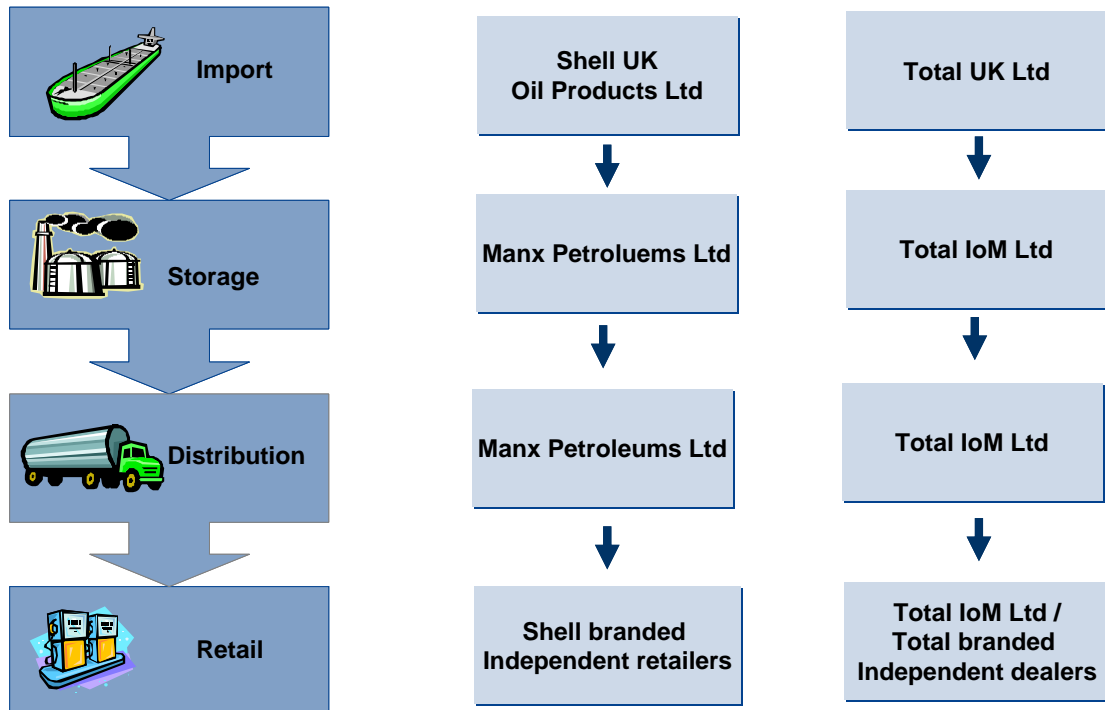 Import
Shell UK
Oil Products Ltd
Total UK Ltd
Storage
Manx Petroluems Ltd
Total IoM Ltd
Distribution
Manx Petroleums Ltd
Total IoM Ltd
Retail
Shell branded
Independent retailers
Total IoM Ltd /
Total branded
Independent dealers